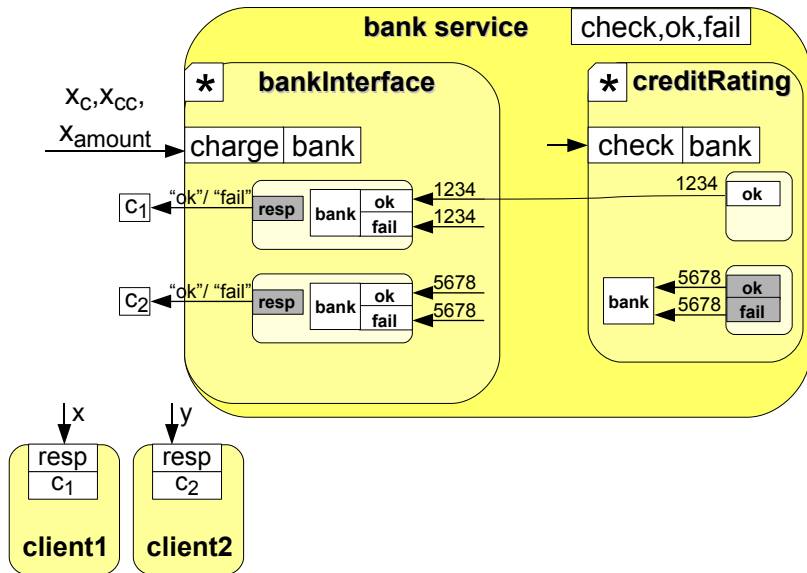 bank service
check,ok,fail
*
bankInterface
*
creditRating
xc,xcc,
xamount
charge
bank
check
bank
c1
“ok”/ “fail”
resp
bank
ok
fail
1234
1234
1234
ok
c2
“ok”/ “fail”
resp
bank
ok
fail
5678
5678
bank
5678
5678
ok
fail
x
y
resp
c1
client1
resp
c2
client2